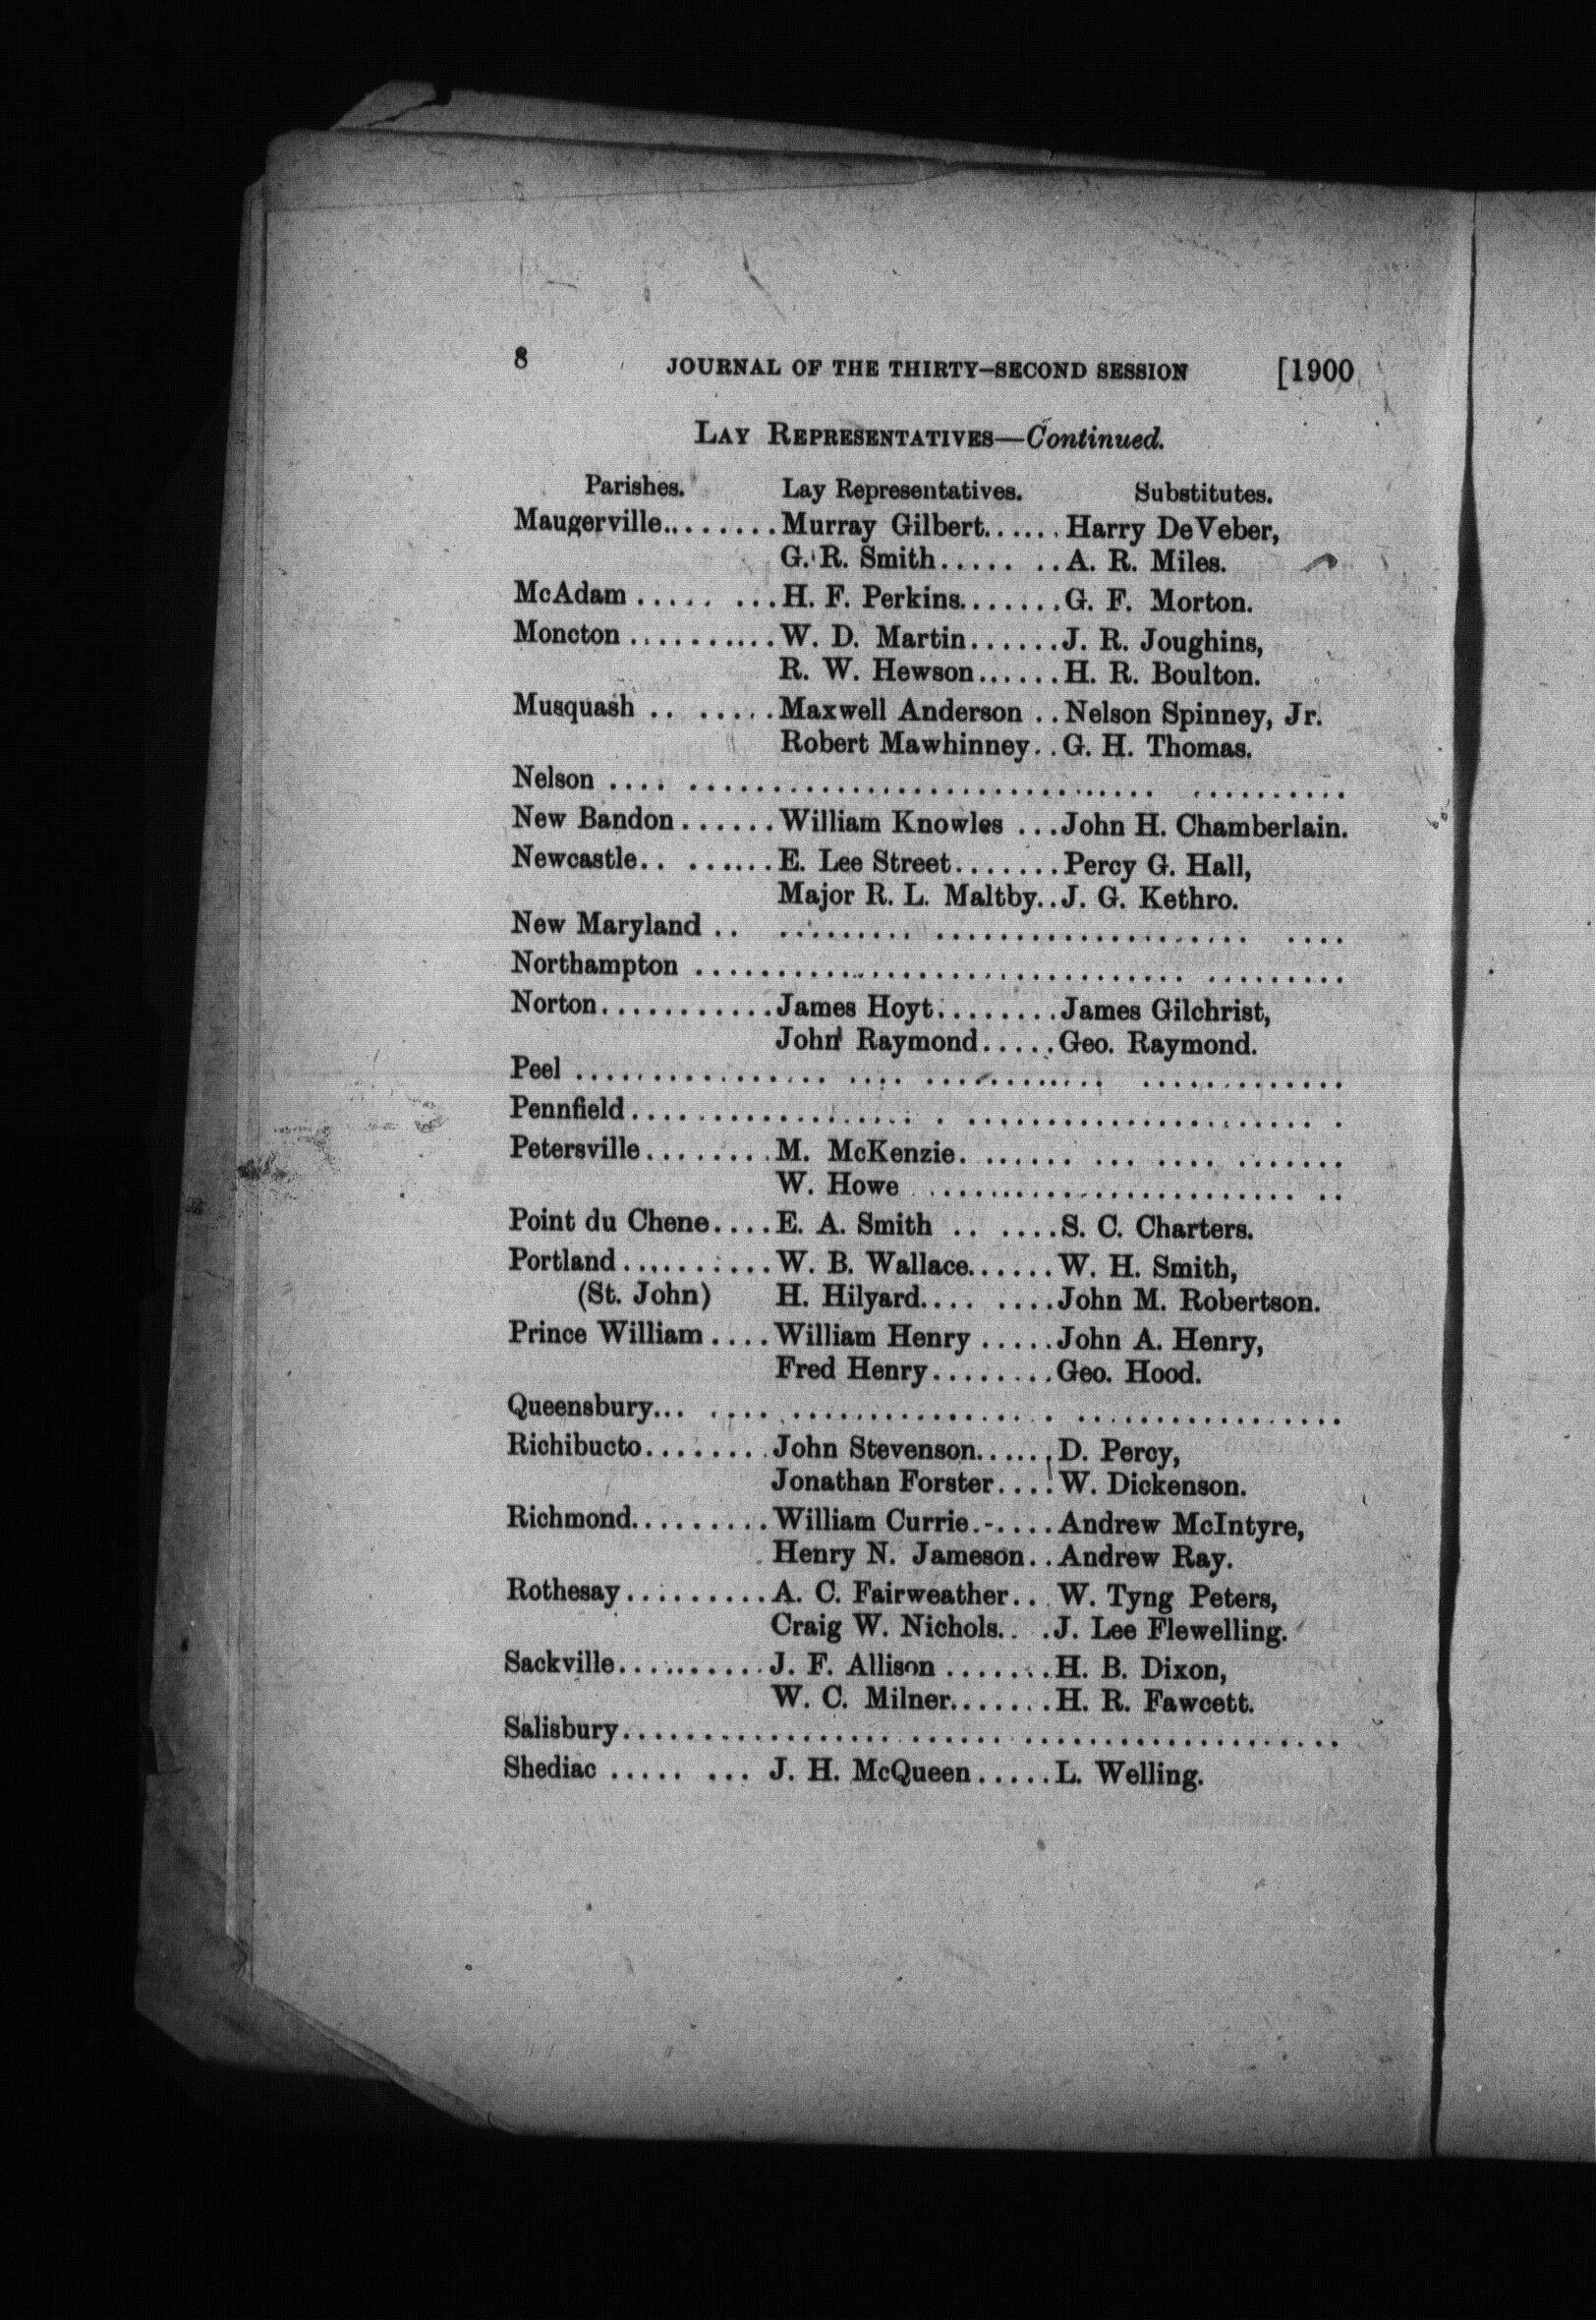 8 JOURNAL OF THE THIRTY-SECOND SESSION [1900
LAY REPRESENTATIVES—Continued.
Parishes. Lay Representatives. Substitutes.
Maugerville........Murray Gilbert......Harry DeVeber,
G. R. Smith..... ..A. R. Miles.
McAdam ..... ...H. F. Perkins.......G. F. Morton.
Moncton ..........W. D. Martin......J. R. Joughins,
R. W. Hewson......H. R. Boulton.
Musquash .. .....Maxwell Anderson ..Nelson Spinney, Jr.
Robert Mawhinney..G. H. Thomas.
Nelson .... ............................. ..........
New Bandon......William Knowles ...John H. Chamberlain.
Newcastle.. ......E. Lee Street.......Percy G. Hall,
Major R. L. Maltby..J. G. Kethro.
New Maryland .. ......... .................... ....
Northampton ............................... .........
Norton...........James Hoyt........James Gilchrist,
John Raymond.....Geo. Raymond.
Peel ................ .... ............ .............
Pennfield.................. . ...................... .
Petersville........M. McKenzie. ...... ... .... .......
W. Howe ........................ ..
Point du Chene....E. A. Smith .. ....S. C. Charters.
Portland ..........W. B. Wallace......W. H. Smith,
(St. John) H. Hilyard.... ....John M. Robertson.
Prince William ....William Henry .....John A. Henry,
Fred Henry........Geo. Hood.
Queensbury... .... ................. .................
Richibucto........John Stevenson......D. Percy,
Jonathan Forster....W. Dickenson.
Richmond.........William Currie.-....Andrew McIntyre,
Henry N. Jameson..Andrew Ray.
Rothesay.........A. C. Fairweather.. W. Tyng Peters,
Craig W. Nichols.. .J. Lee Flewelling.
Sackville..........J. F. Allison .......H. B. Dixon,
W. C. Milner.......H. R. Fawcett.
Salisbury................. ...... ....................
Shediac ..... ... J. H. McQueen.....L. Welling.